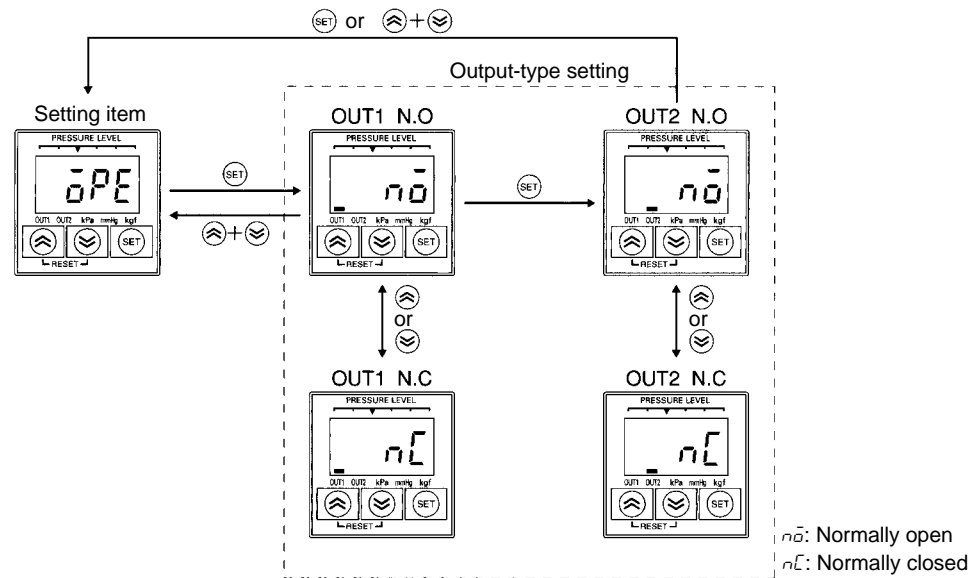 SET or +
Output-type setting
Setting item
OUT1 N.O
OUT2 N.O
PRESSURE LEVEL
ōPE
OUT1 OUT2 kPa mmHg kgf
SET
RESET
SET
+
PRESSURE LEVEL
nō
OUT1 OUT2 kPa mmHg kgf
SET
RESET
SET
PRESSURE LEVEL
nō
OUT1 OUT2 kPa mmHg kgf
SET
RESET
or
or
OUT1 N.C
OUT2 N.C
PRESSURE LEVEL
nC
OUT1 OUT2 kPa mmHg kgf
SET
RESET
PRESSURE LEVEL
nC
OUT1 OUT2 kPa mmHg kgf
SET
RESET
nō: Normally open
nC: Normally closed